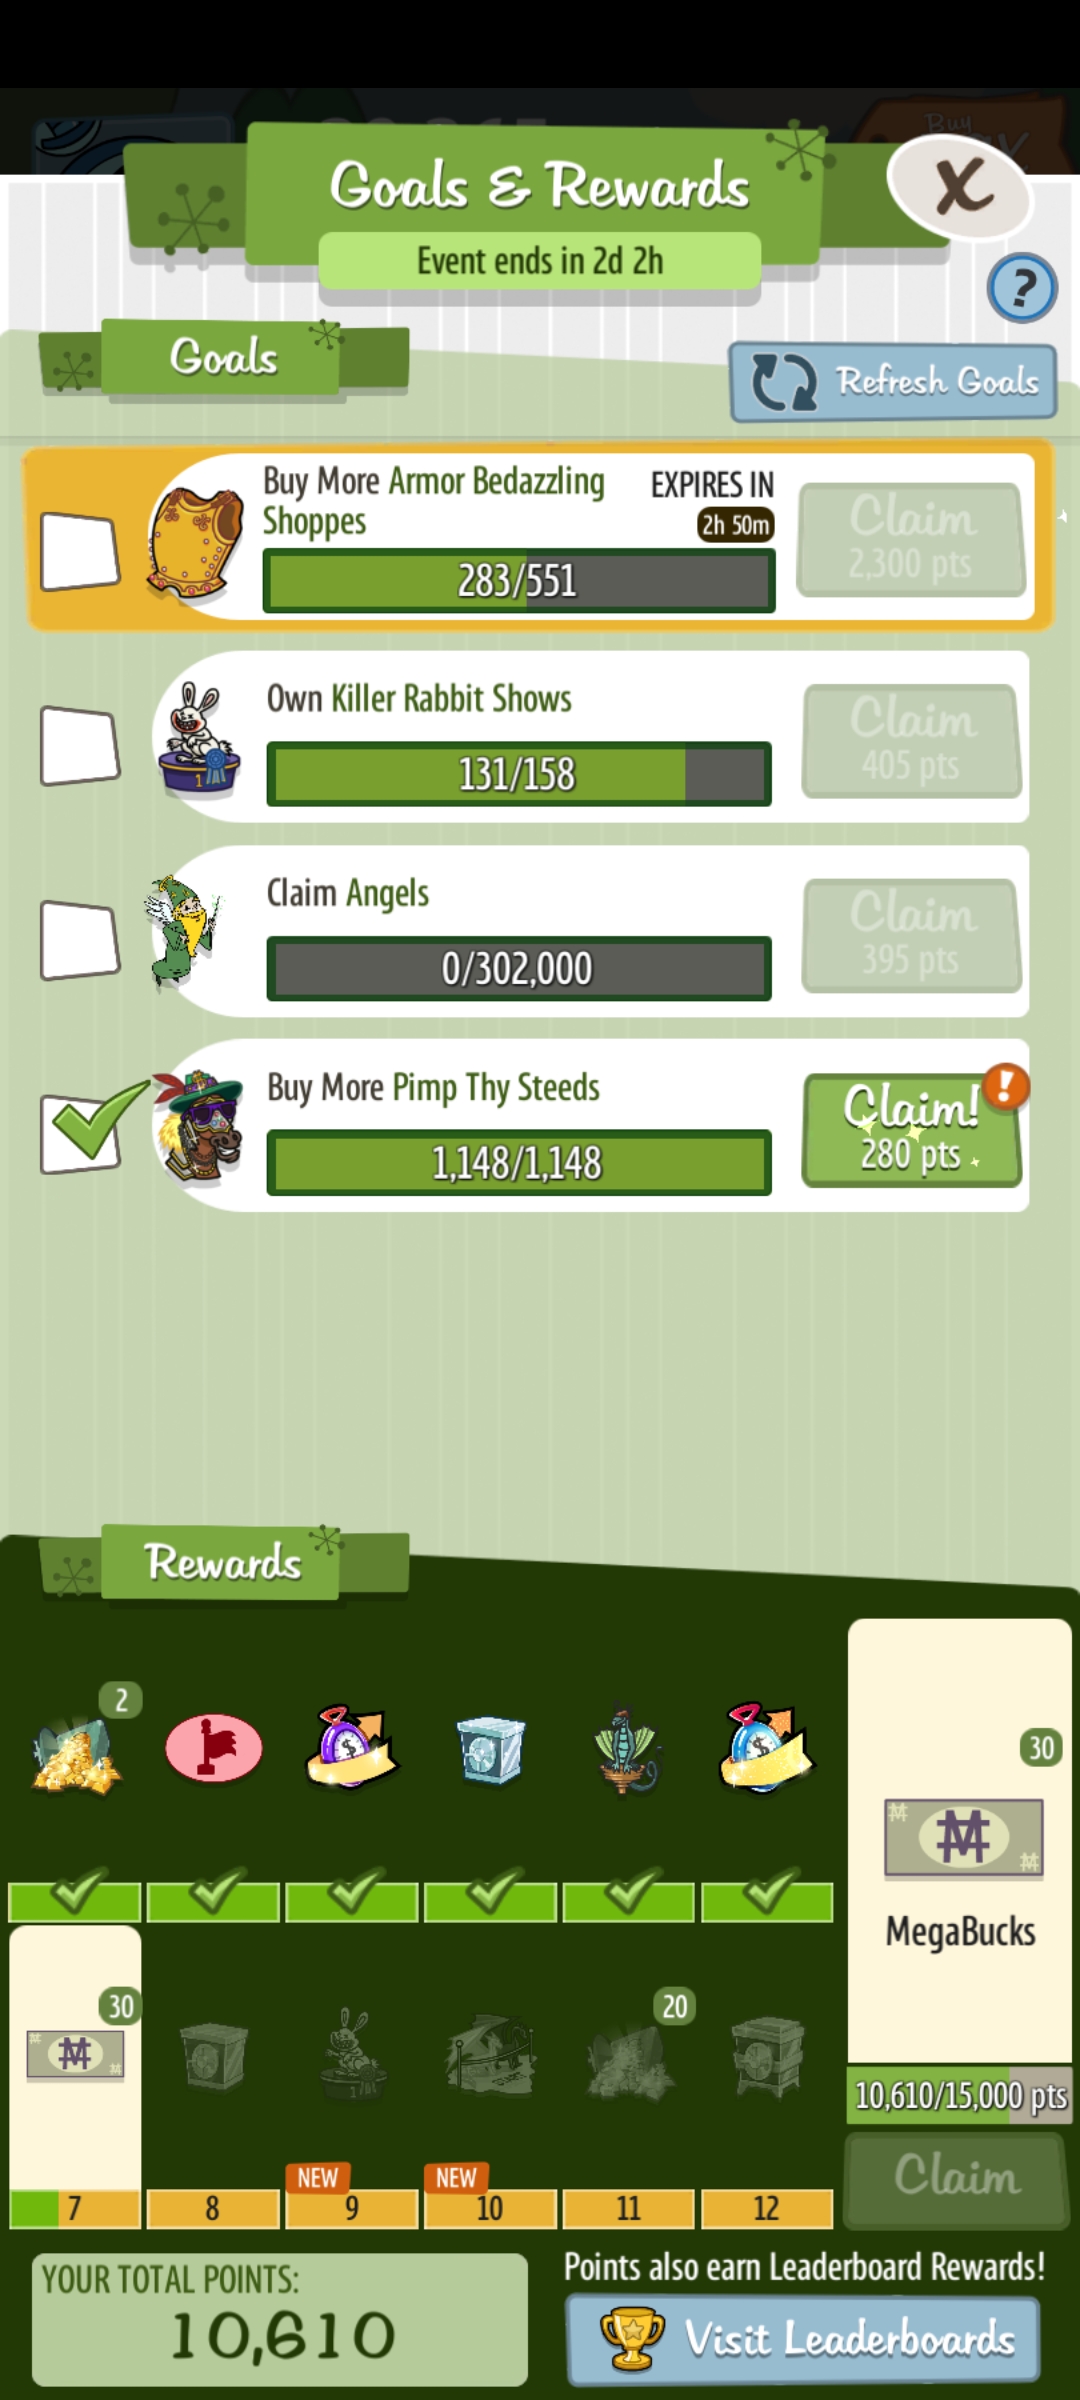 Buy
Goals & Rewards
X
Event ends in 2d 2h
?
Goals
Refresh Goals
Buy More Armor Bedazzling
Shoppes
EXPIRES IN
2h 50m
283/551
Claim
2,300 pts
Own Killer Rabbit Shows
131/158
Claim
405 pts
Claim Angels
0/302,000
Claim
395 pts
Buy More Pimp Thy Steeds
1,148/1,148
Claim!
280 pts
!
Rewards
2
30
MegaBucks
30
20
10,610/15,000 pts
Claim
NEW
NEW
7
8
9
10
11
12
YOUR TOTAL POINTS:
10,610
Points also earn Leaderboard Rewards!
Visit Leaderboards